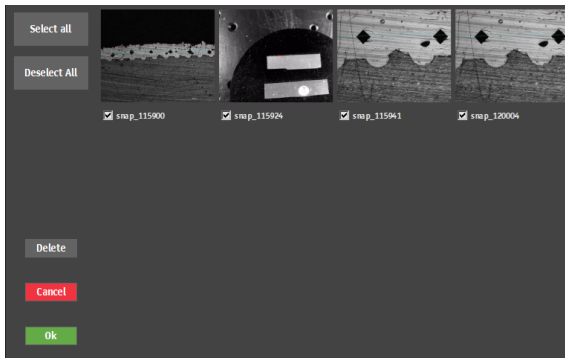 Select all
Deselect All
snap_115900
snap_115924
snap_115941
snap_120004
Delete
Cancel
Ok